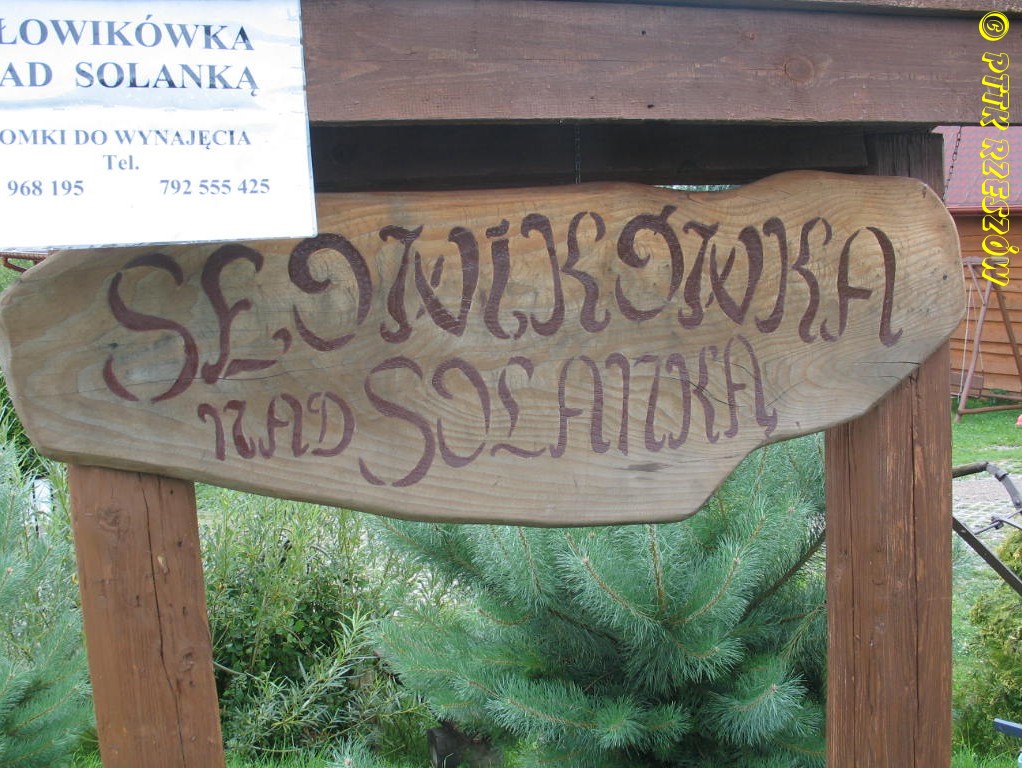 ŁOWIKÓWKA
AD SOLANKĄ
OMKI DO WYNAJĘCIA
Tel.
968 195 792 555 425
SŁOWIKÓWKA
NAD SOLANKĄ
© PTTK RZESZÓW